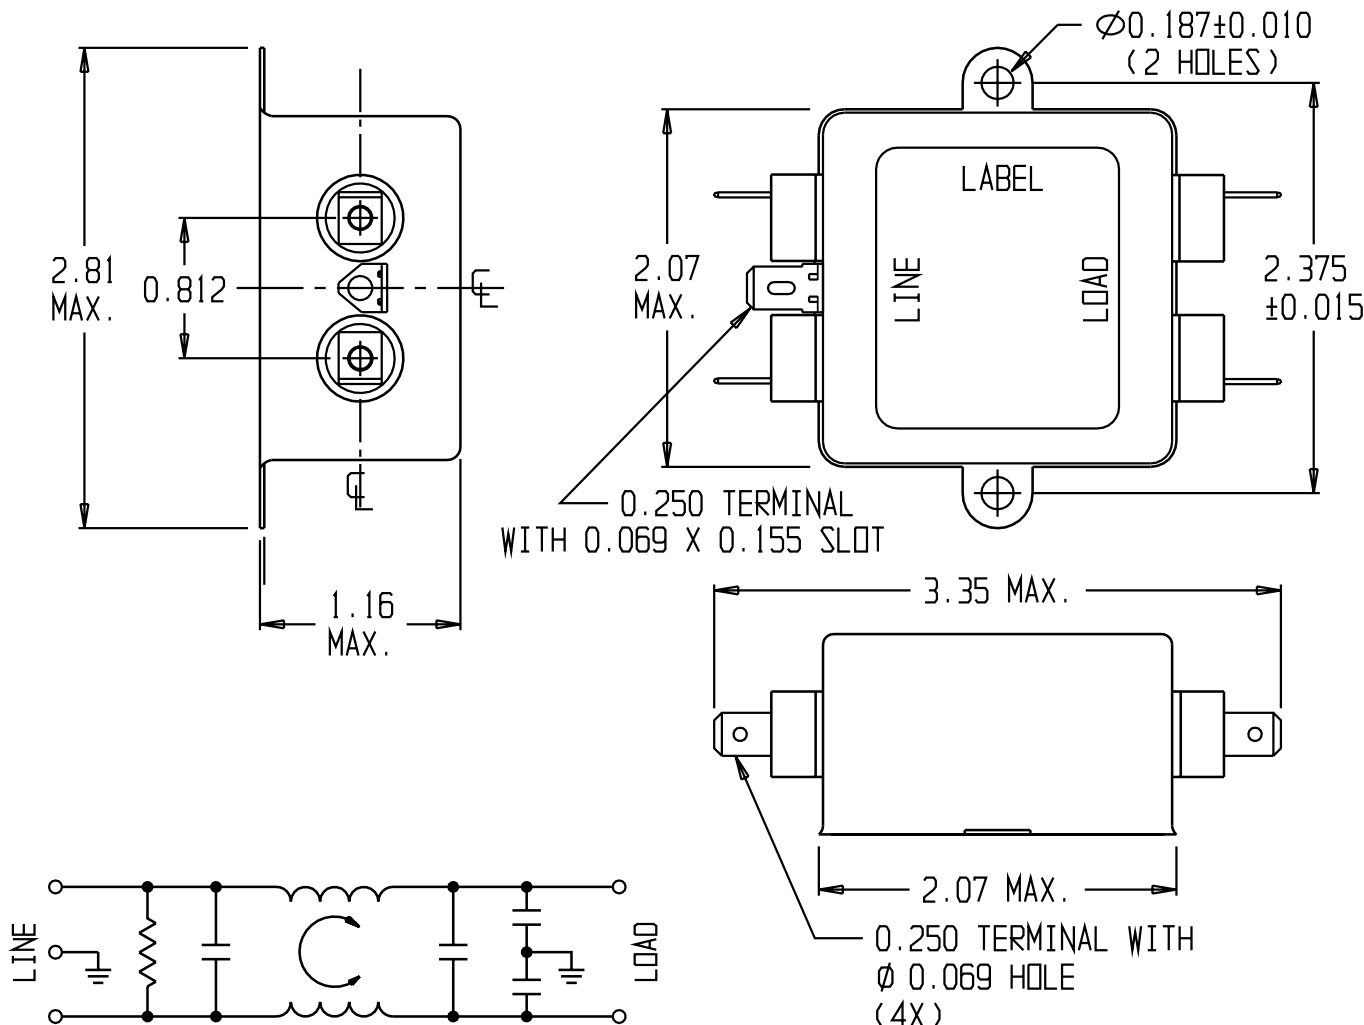 Ø0.187±0.010
(2 HOLES)
2.81
MAX.
0.812
CL
CL
1.16
MAX.
LABEL
LINE
LOAD
2.07
MAX.
2.375
±0.015
0.250 TERMINAL
WITH 0.069 X 0.155 SLOT
3.35 MAX.
2.07 MAX.
0.250 TERMINAL WITH
Ø 0.069 HOLE
(4X)
LINE
LOAD